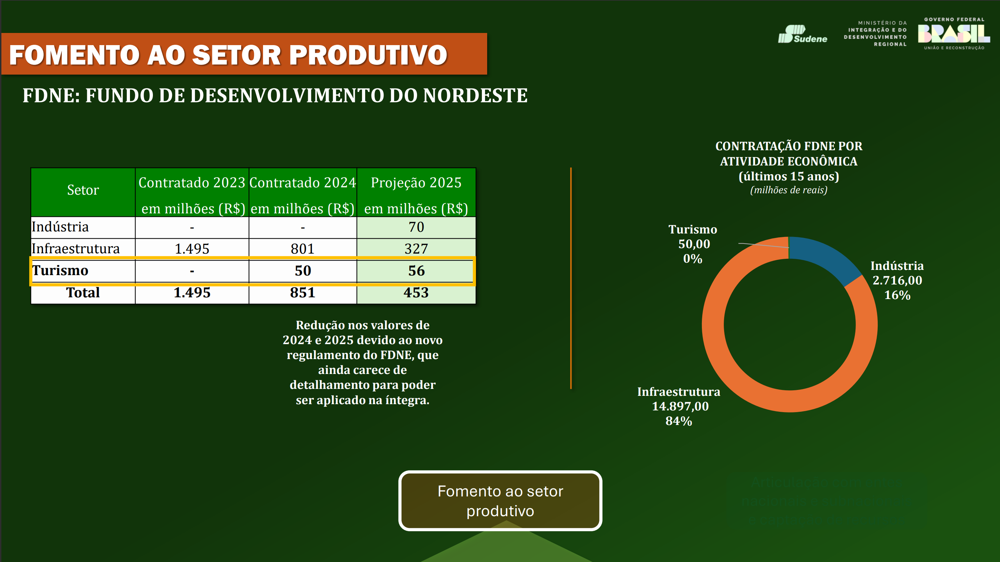 Sudene
MINISTÉRIO DA
INTEGRAÇÃO E DO
DESENVOLVIMENTO
REGIONAL
GOVERNO FEDERAL
BRASIL
UNIÃO E RECONSTRUÇÃO
FOMENTO AO SETOR PRODUTIVO
FDNE: FUNDO DE DESENVOLVIMENTO DO NORDESTE
Setor Contratado 2023 em milhões (R$) Contratado 2024 em milhões (R$) Projeção 2025 em milhões (R$)
Indústria - - 70
Infraestrutura 1.495 801 327
Turismo - 50 56
Total 1.495 851 453
Redução nos valores de
2024 e 2025 devido ao novo
regulamento do FDNE, que
ainda carece de
detalhamento para poder
ser aplicado na íntegra.
CONTRATAÇÃO FDNE POR
ATIVIDADE ECONÔMICA
(últimos 15 anos)
(milhões de reais)
Turismo
50,00
0%
Indústria
2.716,00
16%
Infraestrutura
14.897,00
84%
Fomento ao setor
produtivo
Articulação com
nacionais e